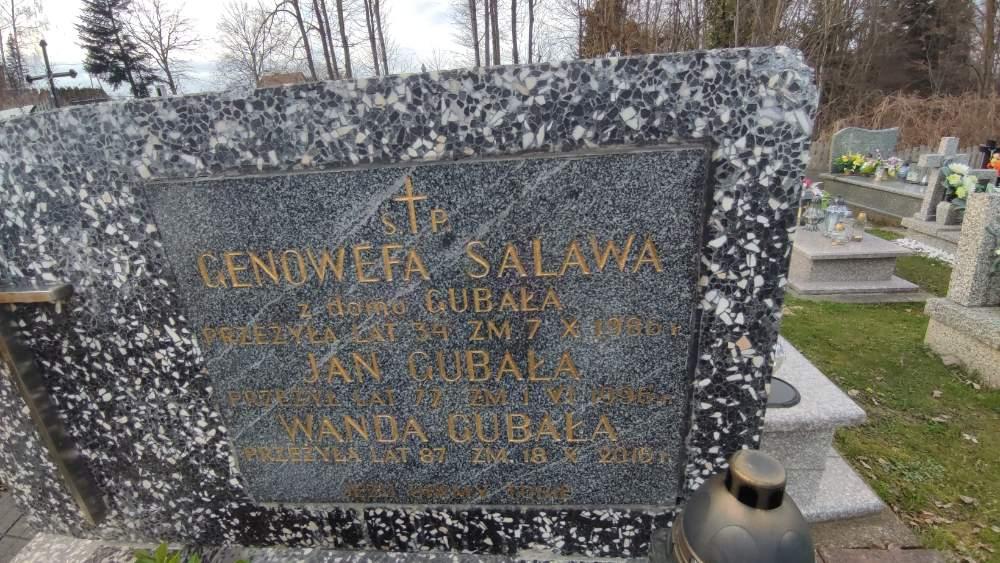 Ś P.
GENOWEFA SALAWA
z domu GUBAŁA
PRZEŻYŁA LAT 34 ZM 7 X 1986 r.
JAN GUBAŁA
PRZEŻYŁ LAT 77 ZM 1 VI 1996 r.
WANDA GUBAŁA
PRZEŻYŁA LAT 87 ZM. 18 X 2016 r.